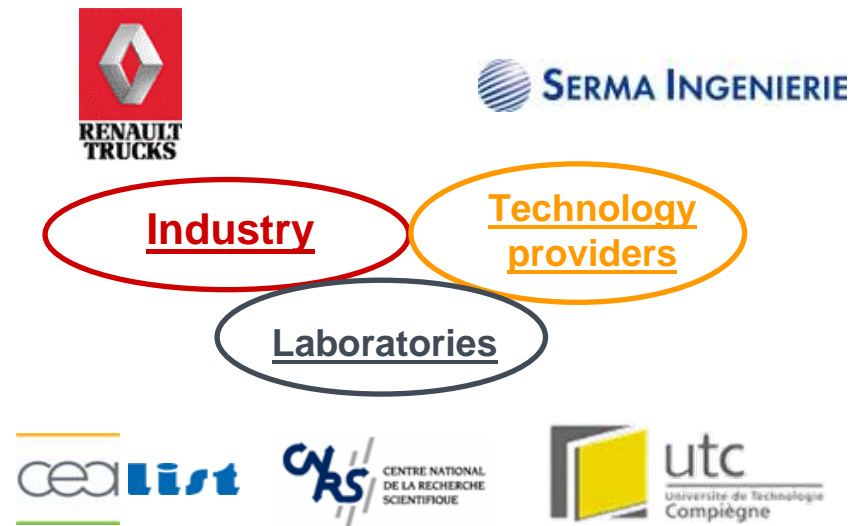 RENAULT
TRUCKS
SERMA INGENIERIE
Industry
Technology
providers
Laboratories
cea list
CNRS
CENTRE NATIONAL
DE LA RECHERCHE
SCIENTIFIQUE
utc
Université de Technologie
Compiègne